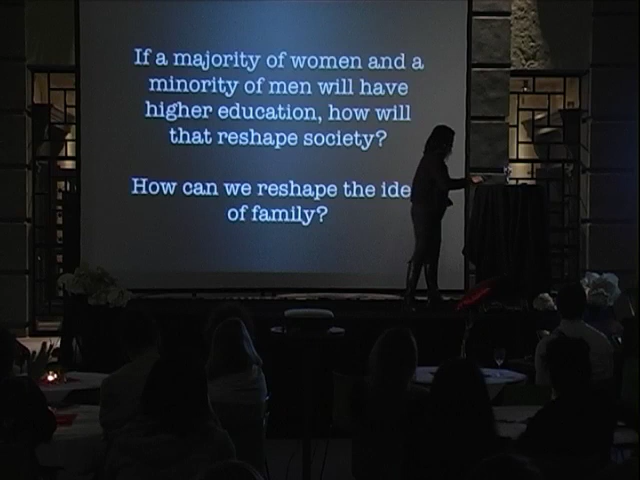 If a majority of women and a
minority of men will have
higher education, how will
that reshape society?
How can we reshape the ide
of family?